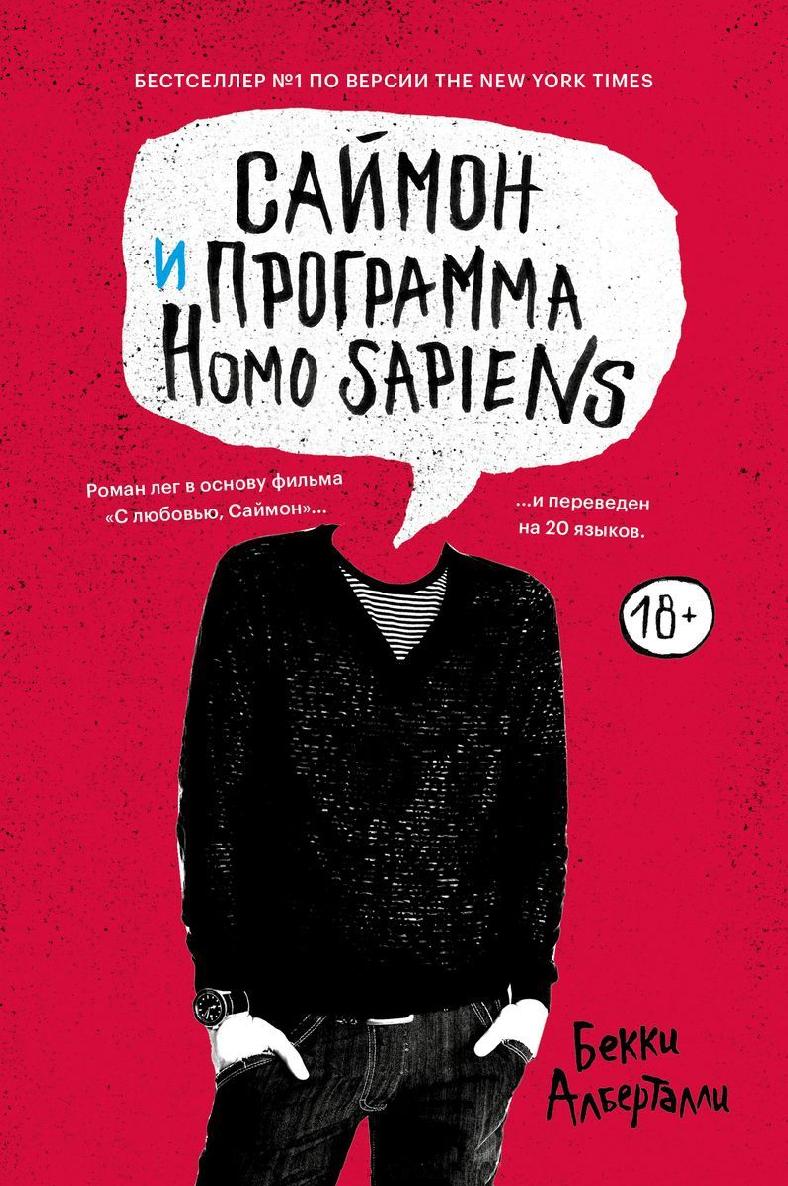 БЕСТСЕЛЛЕР №1 ПО ВЕРСИИ THE NEW YORK TIMES
САЙМОН
И ПРОГРАММА
HOMO SAPIENS
Роман лег в основу фильма
«С любовью, Саймон»...
...и переведен
на 20 языков.
18+
Бекки
Алберталли